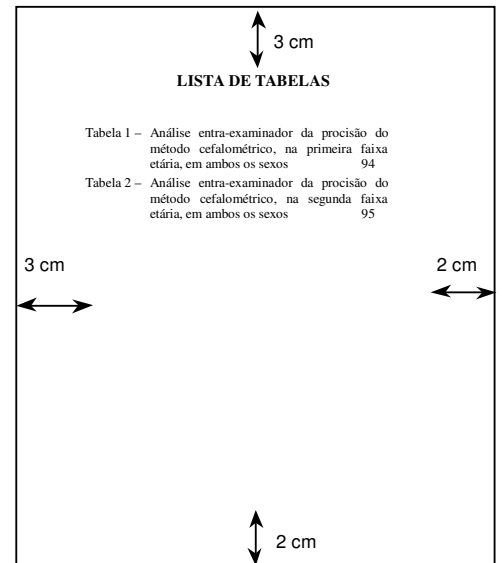 3 cm
LISTA DE TABELAS
Tabela 1 – Análise entra-examinador da procisão do
método cefalométrico, na primeira faixa
etária, em ambos os sexos 94
Tabela 2 – Análise entra-examinador da procisão do
método cefalométrico, na segunda faixa
etária, em ambos os sexos 95
3 cm
2 cm
2 cm